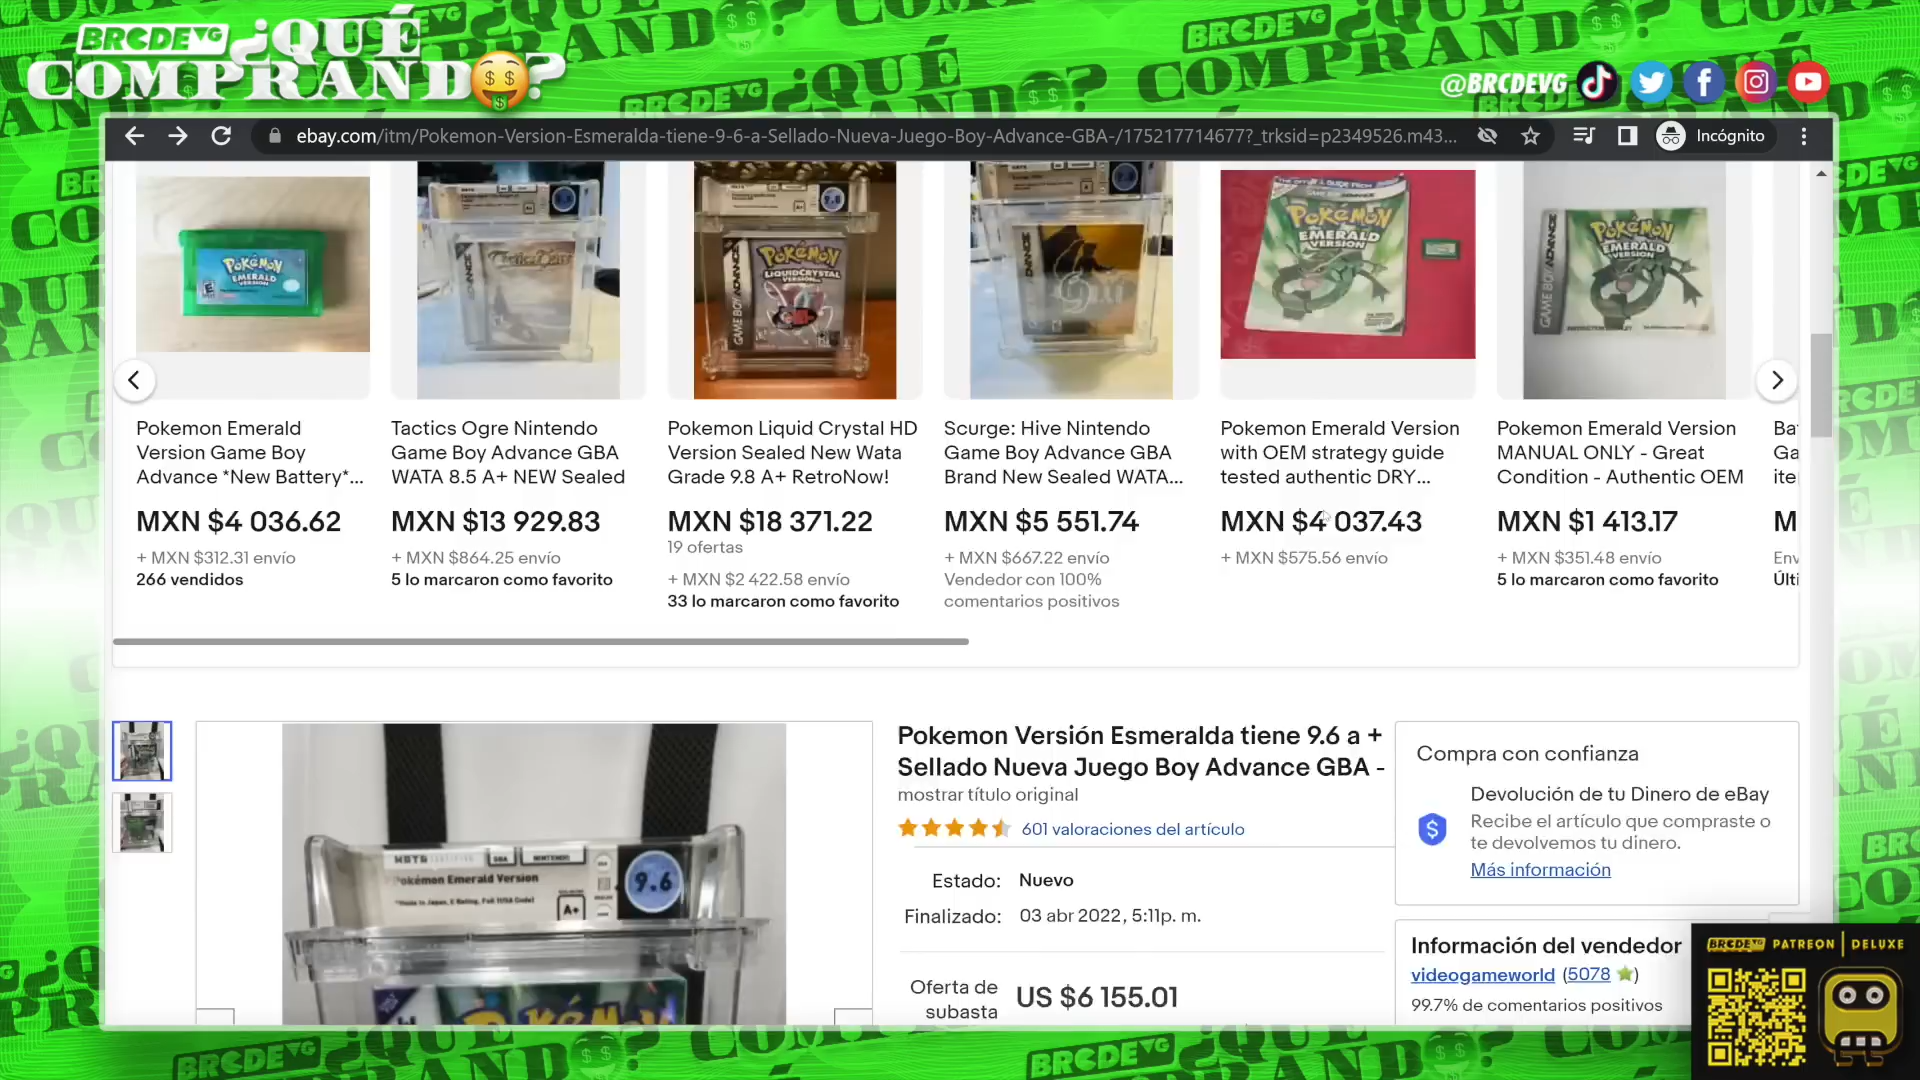 BRCDEVG ¿QUÉ
COMPRANDO?
@BRCDEVG
ebay.com/itm/Pokemon-Version-Esmeralda-tiene-9-6-a-Sellado-Nueva-Juego-Boy-Advance-GBA-/175217714677?_trksid=p2349526.m43...
Incógnito
Pokemon Emerald
Version Game Boy
Advance *New Battery*...
MXN $4 036.62
+ MXN $312.31 envío
266 vendidos
Tactics Ogre Nintendo
Game Boy Advance GBA
WATA 8.5 A+ NEW Sealed
MXN $13 929.83
+ MXN $864.25 envío
5 lo marcaron como favorito
Pokemon Liquid Crystal HD
Version Sealed New Wata
Grade 9.8 A+ RetroNow!
MXN $18 371.22
19 ofertas
+ MXN $2 422.58 envío
33 lo marcaron como favorito
Scurge: Hive Nintendo
Game Boy Advance GBA
Brand New Sealed WATA...
MXN $5 551.74
+ MXN $667.22 envío
Vendedor con 100%
comentarios positivos
Pokemon Emerald Version
with OEM strategy guide
tested authentic DRY...
MXN $4 037.43
+ MXN $575.56 envío
Pokemon Emerald Version
MANUAL ONLY - Great
Condition - Authentic OEM
MXN $1 413.17
+ MXN $351.48 envío
5 lo marcaron como favorito
Ba
Ga
ite
M
Env
Últi
Pokémon Emerald Version
9.6
A+
Pokemon Versión Esmeralda tiene 9.6 a +
Sellado Nueva Juego Boy Advance GBA -
mostrar título original
601 valoraciones del artículo
Estado: Nuevo
Finalizado: 03 abr 2022, 5:11p. m.
Oferta de
subasta
US $6 155.01
Compra con confianza
Devolución de tu Dinero de eBay
Recibe el artículo que compraste o
te devolvemos tu dinero.
Más información
Información del vendedor
videogameworld (5078)
99.7% de comentarios positivos
BRCDEVG PATREON | DELUXE